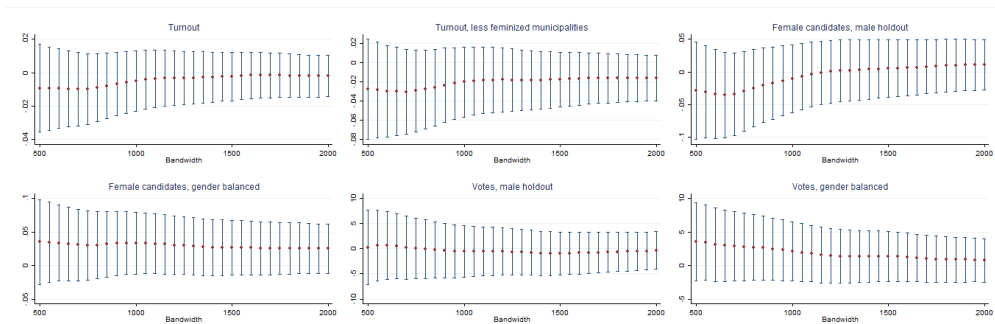 Turnout
.02
0
-.02
-.04
500 1000 1500 2000
Bandwidth
Turnout, less feminized municipalities
.02
0
-.02
-.04
-.06
-.08
500 1000 1500 2000
Bandwidth
Female candidates, male holdout
.05
0
-.05
-.1
500 1000 1500 2000
Bandwidth
Female candidates, gender balanced
.1
.05
0
-.05
500 1000 1500 2000
Bandwidth
Votes, male holdout
10
5
0
-5
-10
500 1000 1500 2000
Bandwidth
Votes, gender balanced
10
5
0
-5
500 1000 1500 2000
Bandwidth